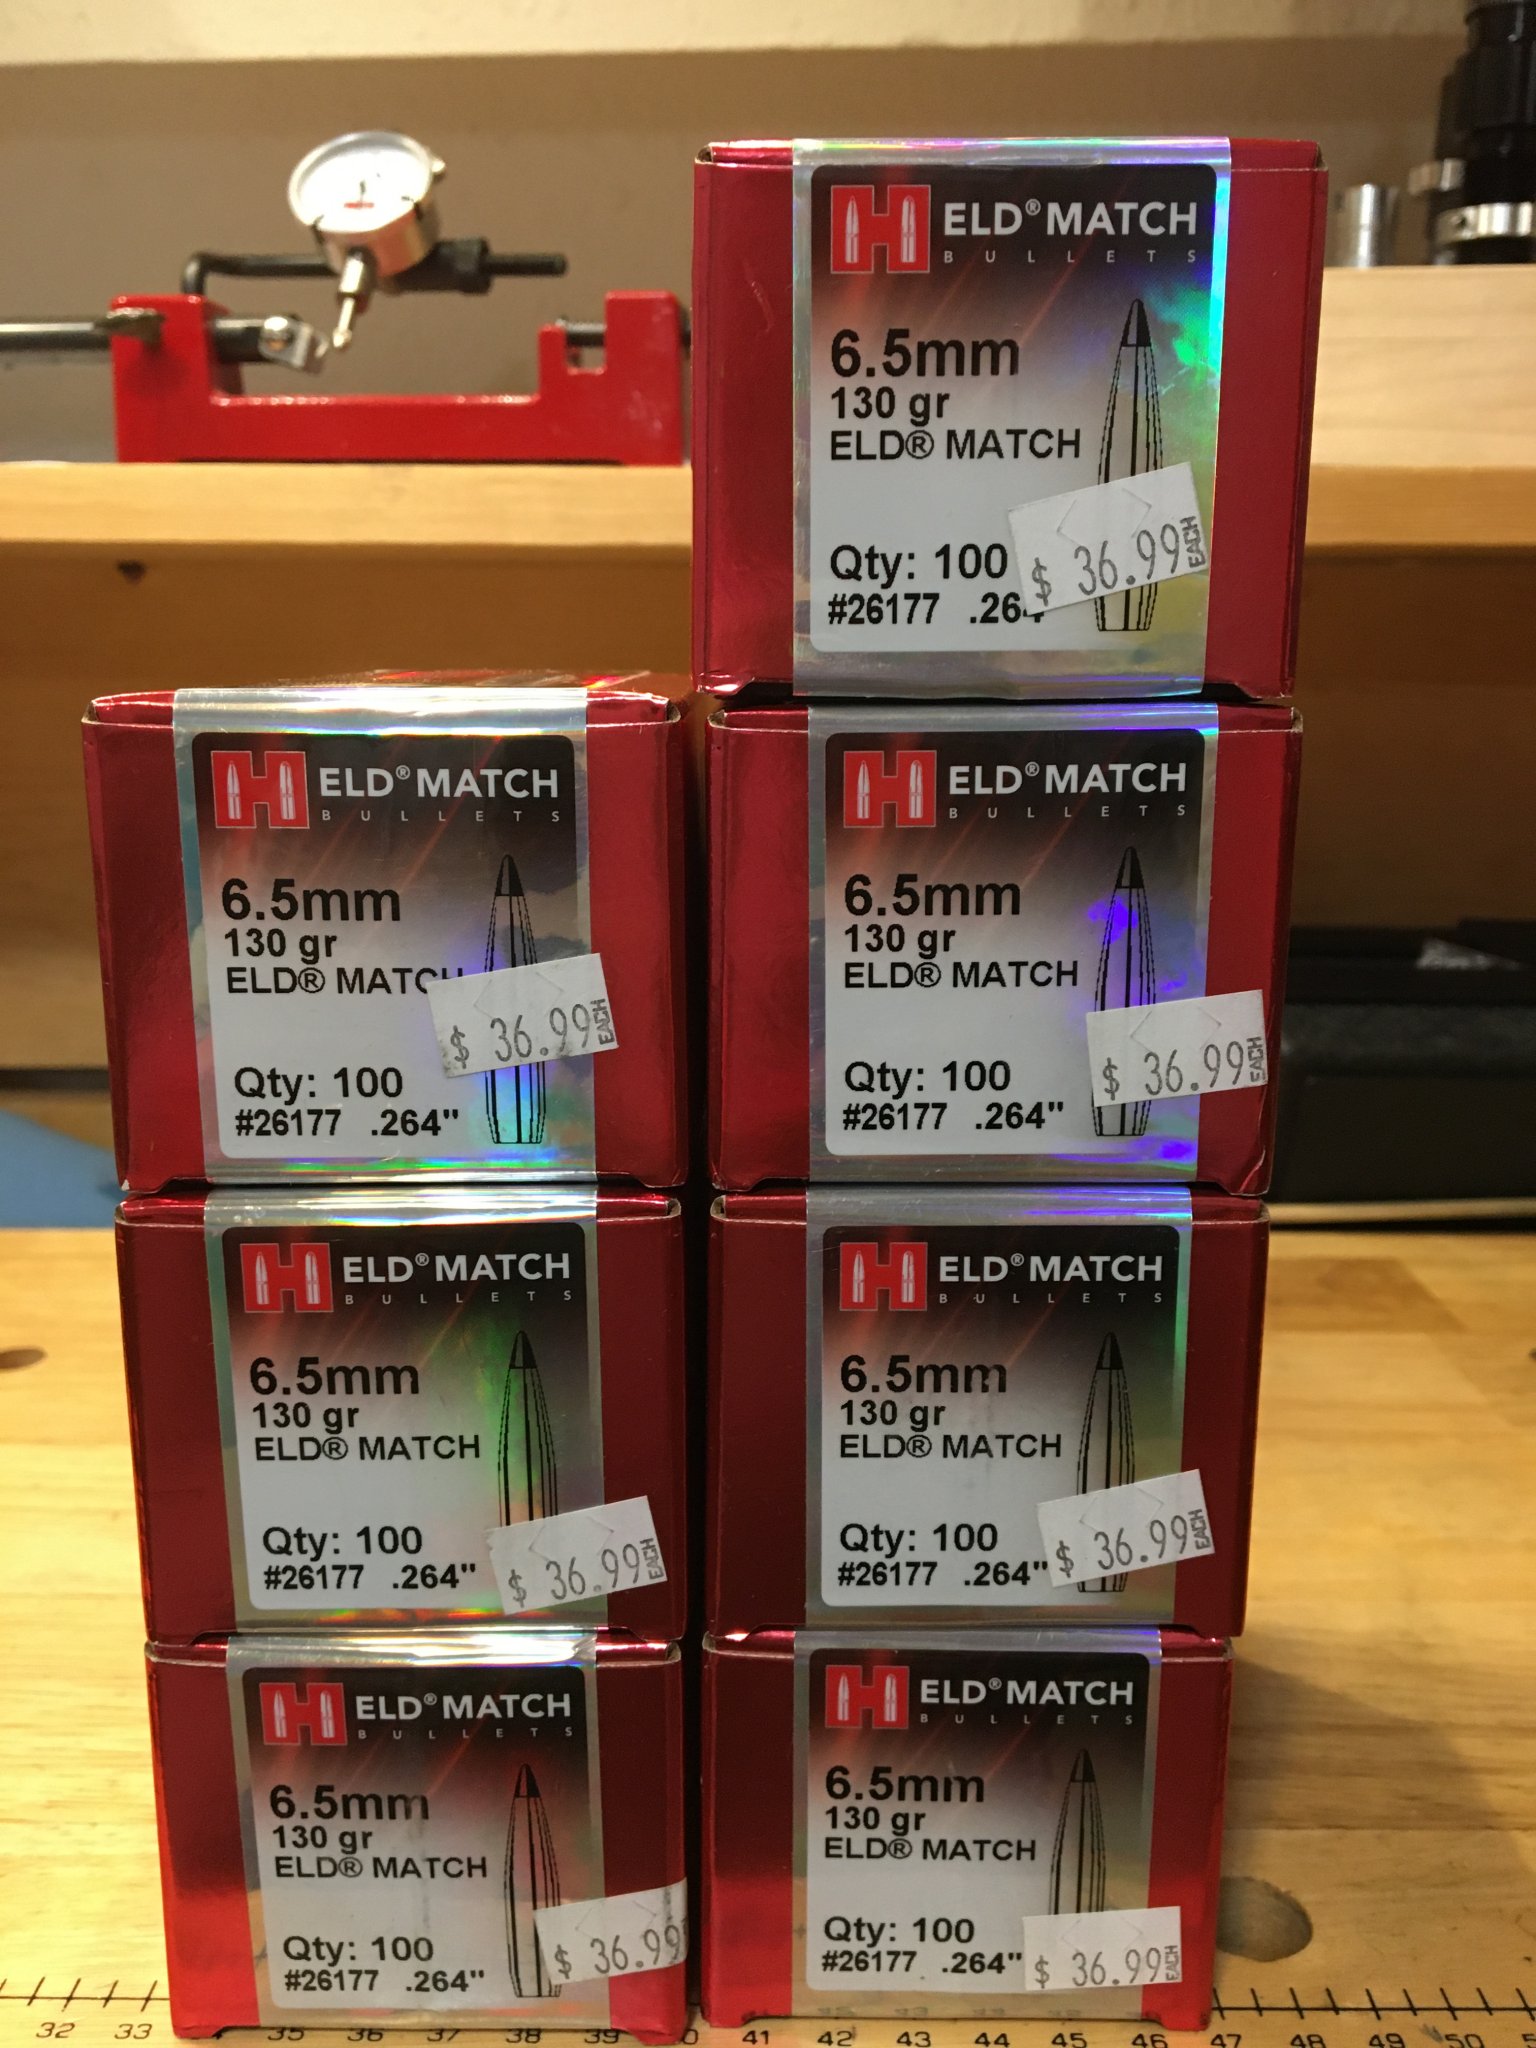 ELD® MATCH
BULLETS
6.5mm
130 gr
ELD® MATCH
Qty: 100
#26177 .264
$ 36.99 EACH
ELD® MATCH
BULLETS
6.5mm
130 gr
ELD® MATCH
Qty: 100
#26177 .264"
$ 36.99 EACH
ELD® MATCH
BULLETS
6.5mm
130 gr
ELD® MATCH
Qty: 100
#26177 .264"
$ 36.99 EACH
ELD® MATCH
BULLETS
6.5mm
130 gr
ELD® MATCH
Qty: 100
#26177 .264"
$ 36.99 EACH
ELD® MATCH
BULLETS
6.5mm
130 gr
ELD® MATCH
Qty: 100
#26177 .264"
$ 36.99 EACH
ELD® MATCH
BULLETS
6.5mm
130 gr
ELD® MATCH
Qty: 100
#26177 .264"
$ 36.99
ELD® MATCH
BULLETS
6.5mm
130 gr
ELD® MATCH
Qty: 100
#26177 .264"
$ 36.99 EACH
32 33 34 35 36 37 38 39 40 41 42 43 44 45 46 47 48 49 50